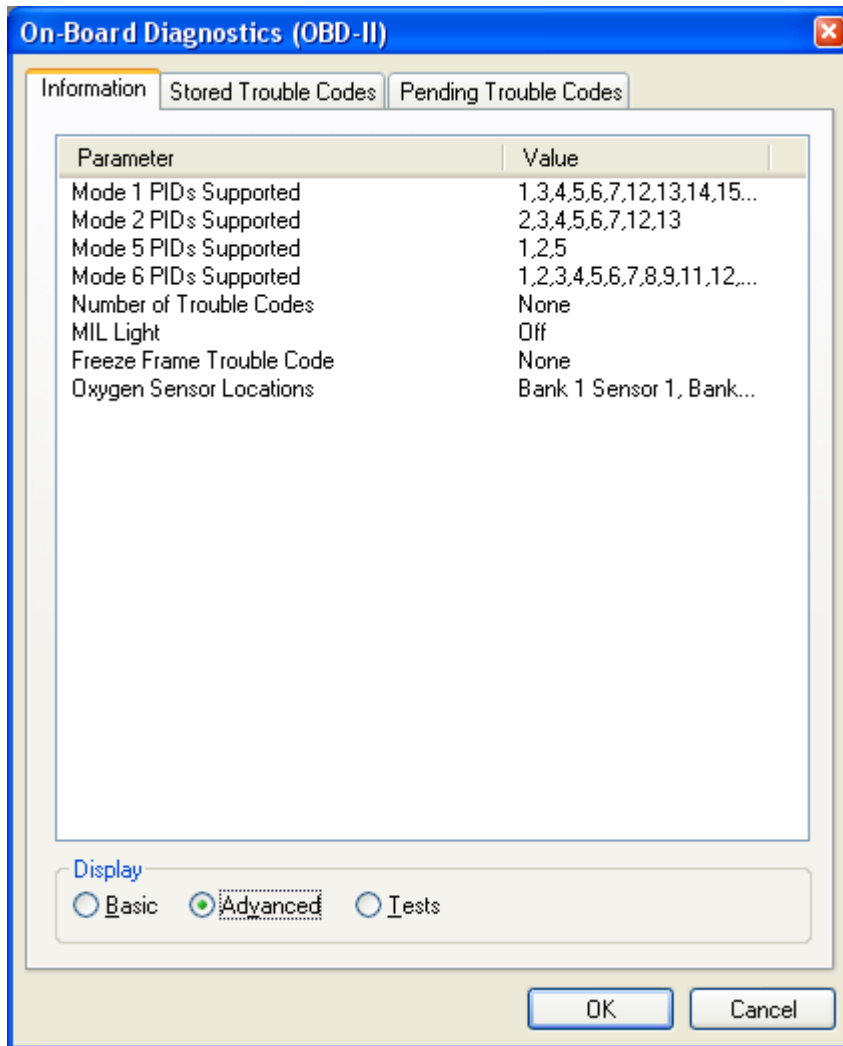 On-Board Diagnostics (OBD-II)
Information Stored Trouble Codes Pending Trouble Codes
Parameter Value
Mode 1 PIDs Supported 1,3,4,5,6,7,12,13,14,15...
Mode 2 PIDs Supported 2,3,4,5,6,7,12,13
Mode 5 PIDs Supported 1,2,5
Mode 6 PIDs Supported 1,2,3,4,5,6,7,8,9,11,12,...
Number of Trouble Codes None
MIL Light Off
Freeze Frame Trouble Code None
Oxygen Sensor Locations Bank 1 Sensor 1, Bank...
Display
Basic Advanced Tests
OK Cancel